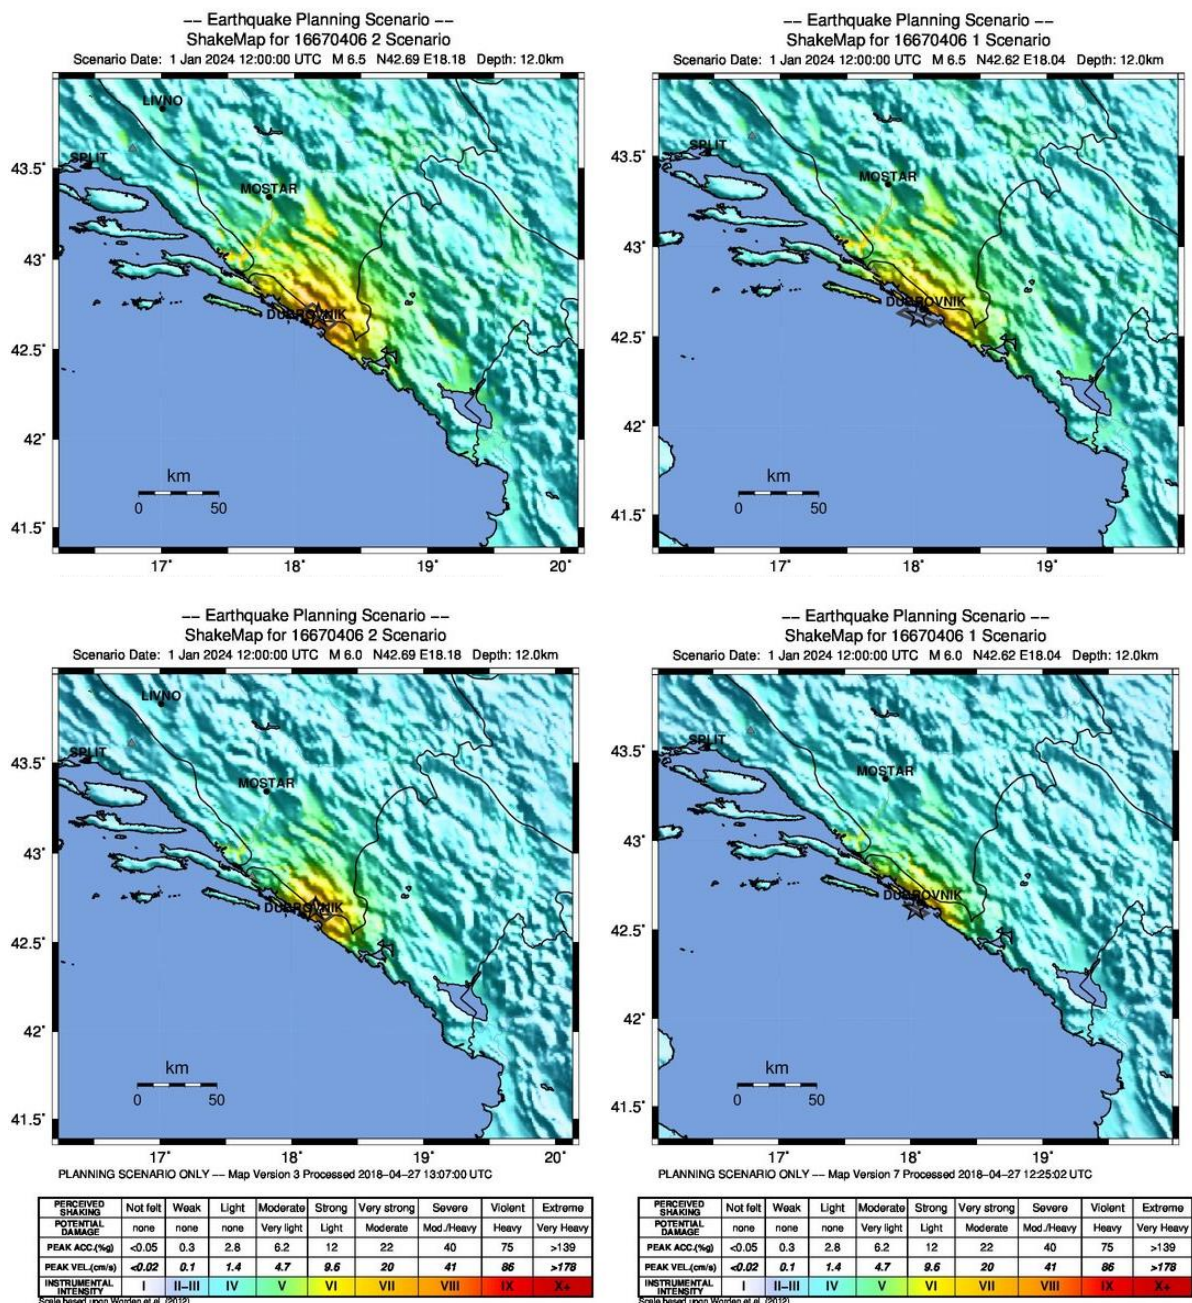 -- Earthquake Planning Scenario --
ShakeMap for 16670406 2 Scenario
Scenario Date: 1 Jan 2024 12:00:00 UTC M 6.5 N42.69 E18.18 Depth: 12.0km
LIVNO
SPLIT
43.5°
MOSTAR
43°
DUBROVNIK
42.5°
42°
km
0 50
41.5°
17° 18° 19° 20°
-- Earthquake Planning Scenario --
ShakeMap for 16670406 1 Scenario
Scenario Date: 1 Jan 2024 12:00:00 UTC M 6.5 N42.62 E18.04 Depth: 12.0km
SPLIT
43.5°
MOSTAR
43°
DUBROVNIK
42.5°
42°
km
0 50
41.5°
17° 18° 19°
-- Earthquake Planning Scenario --
ShakeMap for 16670406 2 Scenario
Scenario Date: 1 Jan 2024 12:00:00 UTC M 6.0 N42.69 E18.18 Depth: 12.0km
LIVNO
SPLIT
43.5°
MOSTAR
43°
DUBROVNIK
42.5°
42°
km
0 50
41.5°
17° 18° 19° 20°
PLANNING SCENARIO ONLY -- Map Version 3 Processed 2018-04-27 13:07:00 UTC
PERCEIVED SHAKING Not felt Weak Light Moderate Strong Very strong Severe Violent Extreme
POTENTIAL DAMAGE none none none Very light Light Moderate Mod./Heavy Heavy Very Heavy
PEAK ACC.(%g) <0.05 0.3 2.8 6.2 12 22 40 75 >139
PEAK VEL.(cm/s) <0.02 0.1 1.4 4.7 9.6 20 41 86 >178
INSTRUMENTAL INTENSITY I II-III IV V VI VII VIII IX X+
Scale based upon Worden et al. (2012)
-- Earthquake Planning Scenario --
ShakeMap for 16670406 1 Scenario
Scenario Date: 1 Jan 2024 12:00:00 UTC M 6.0 N42.62 E18.04 Depth: 12.0km
SPLIT
43.5°
MOSTAR
43°
DUBROVNIK
42.5°
42°
km
0 50
41.5°
17° 18° 19°
PLANNING SCENARIO ONLY -- Map Version 7 Processed 2018-04-27 12:25:02 UTC
PERCEIVED SHAKING Not felt Weak Light Moderate Strong Very strong Severe Violent Extreme
POTENTIAL DAMAGE none none none Very light Light Moderate Mod./Heavy Heavy Very Heavy
PEAK ACC.(%g) <0.05 0.3 2.8 6.2 12 22 40 75 >139
PEAK VEL.(cm/s) <0.02 0.1 1.4 4.7 9.6 20 41 86 >178
INSTRUMENTAL INTENSITY I II-III IV V VI VII VIII IX X+
Scale based upon Worden et al. (2012)